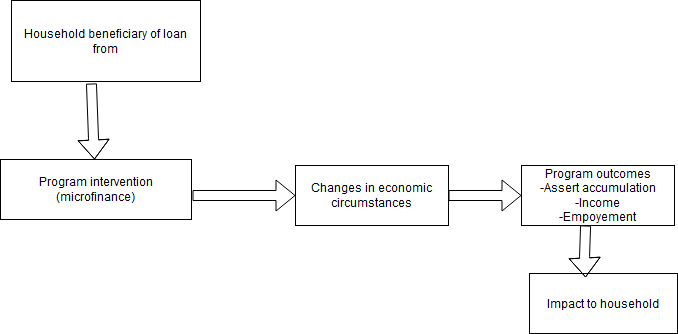 Household beneficiary of loan
from
Program intervention
(microfinance)
Changes in economic
circumstances
Program outcomes
-Assert accumulation
-Income
-Empoyement
Impact to household